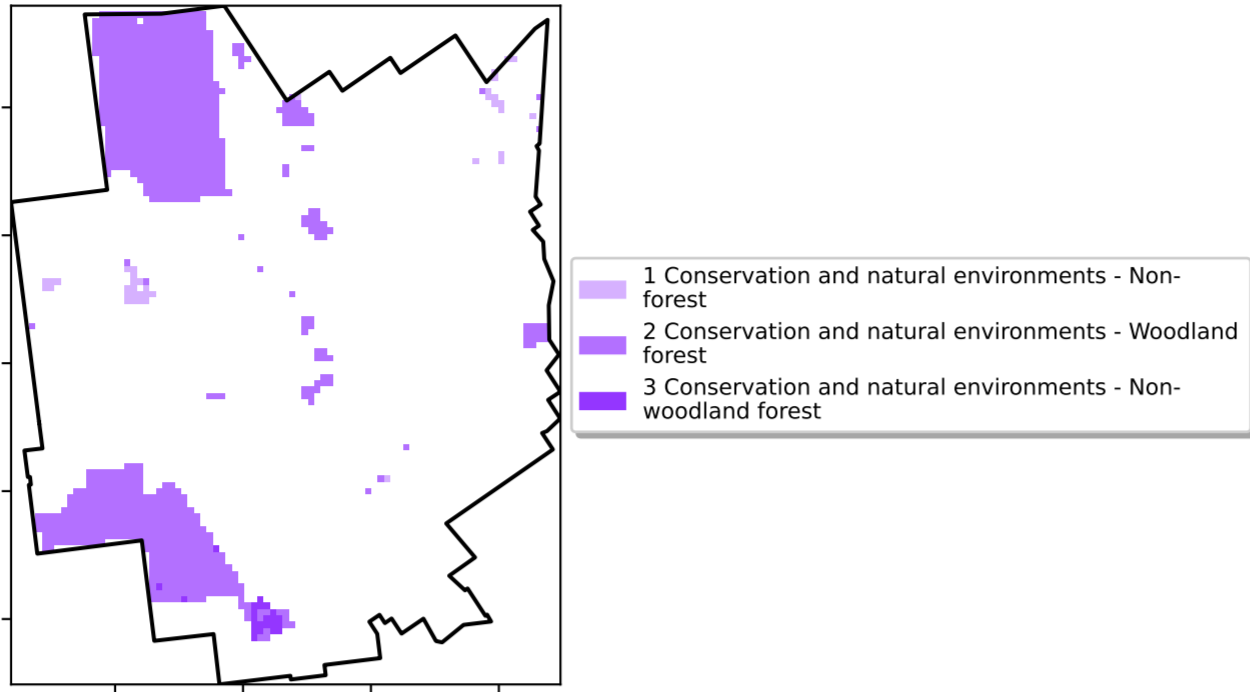 1 Conservation and natural environments - Non-
forest
2 Conservation and natural environments - Woodland
forest
3 Conservation and natural environments - Non-
woodland forest